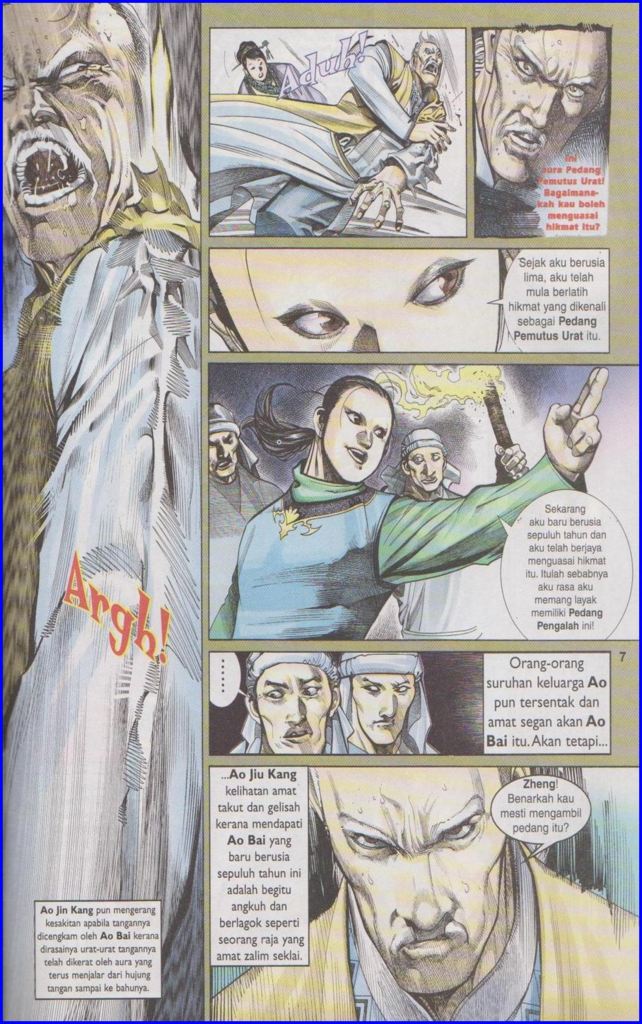 Argh!
Ao Jin Kang pun mengerang
kesakitan apabila tangannya
dicengkam oleh Ao Bai kerana
dirasainya urat-urat tangannya
telah dikerat oleh aura yang
terus menjalar dari hujung
tangan sampai ke bahunya.
Aduh!
Ini
aura Pedang
Pemutus Urat!
Bagaimana-
kah kau boleh
menguasai
hikmat itu?
Sejak aku berusia
lima, aku telah
mula berlatih
hikmat yang dikenali
sebagai Pedang
Pemutus Urat itu.
Sekarang
aku baru berusia
sepuluh tahun dan
aku telah berjaya
menguasai hikmat
itu. Itulah sebabnya
aku rasa aku
memang layak
memiliki Pedang
Pengalah ini!
......
Orang-orang
suruhan keluarga Ao
pun tersentak dan
amat segan akan Ao
Bai itu. Akan tetapi...
7
...Ao Jiu Kang
kelihatan amat
takut dan gelisah
kerana mendapati
Ao Bai yang
baru berusia
sepuluh tahun ini
adalah begitu
angkuh dan
berlagok seperti
seorang raja yang
amat zalim seklai.
Zheng!
Benarkah kau
mesti mengambil
pedang itu?